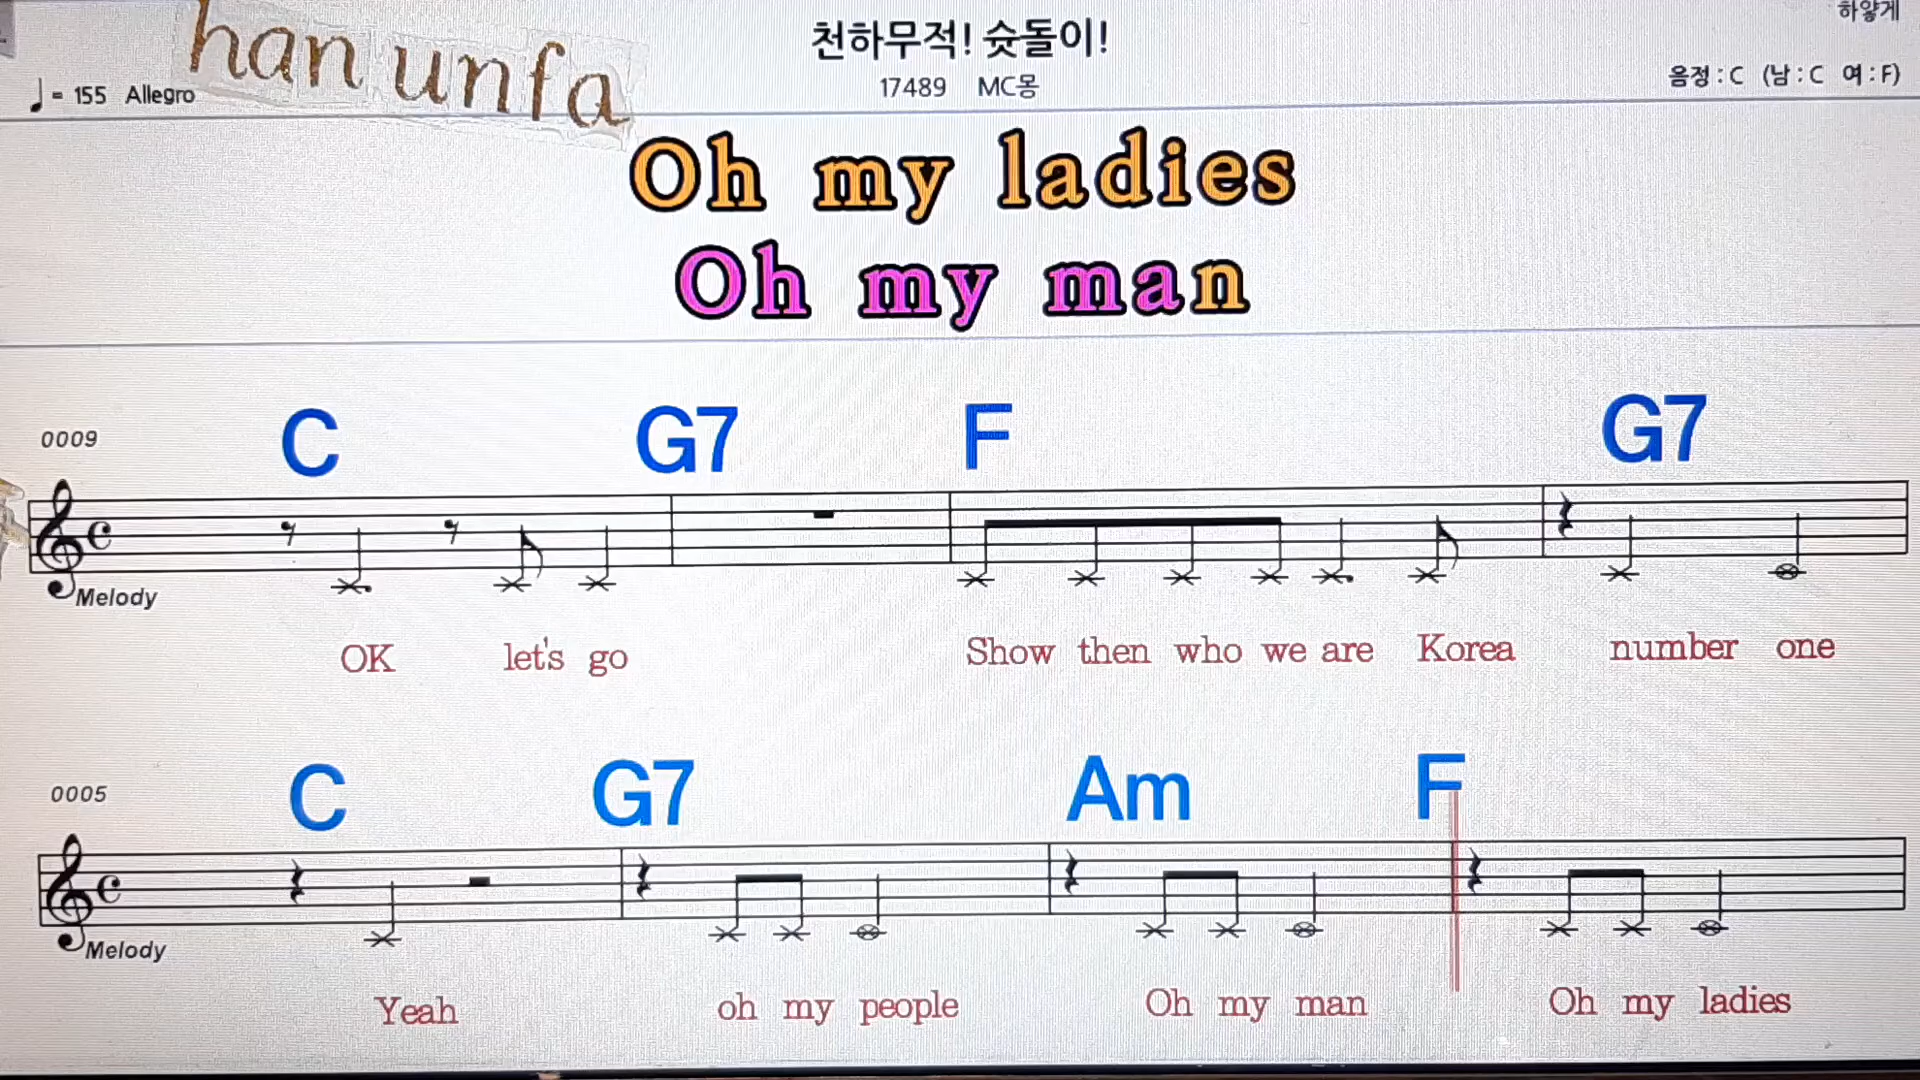 하얗게
han unfa
천하무적! 슛돌이!
♩= 155 Allegro
17489 MC몽
음정 : C (남 : C 여 : F)
Oh my ladies
Oh my man
0009
C G7 F G7
Melody
OK let's go Show then who we are Korea number one
0005
C G7 Am F
Melody
Yeah oh my people Oh my man Oh my ladies